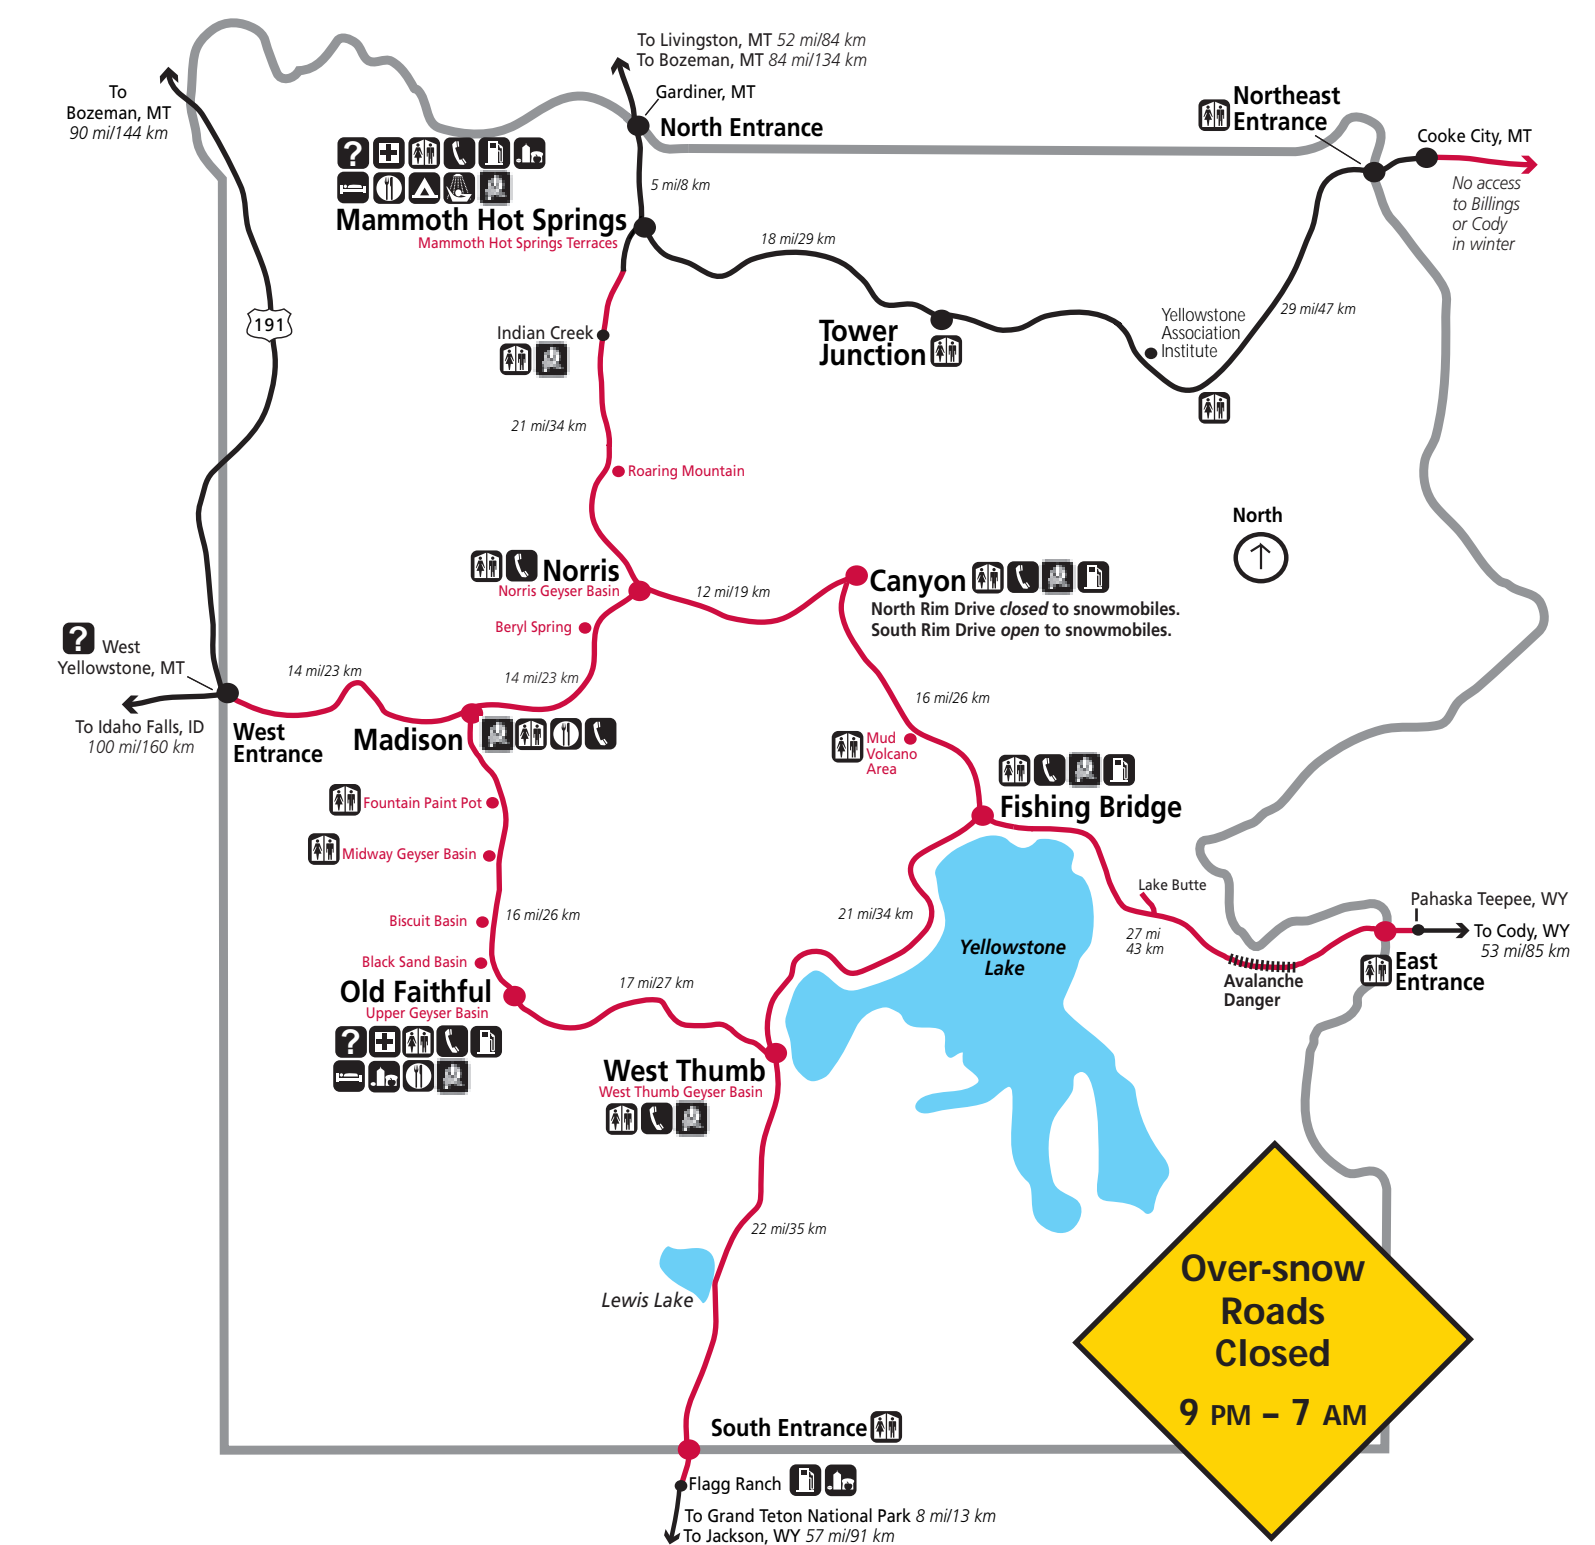 To Livingston, MT 52 mi/84 km
To Bozeman, MT 84 mi/134 km
Gardiner, MT
North Entrance
To
Bozeman, MT
90 mi/144 km
Northeast
Entrance
Cooke City, MT
No access
to Billings
or Cody
in winter
?
5 mi/8 km
Mammoth Hot Springs
Mammoth Hot Springs Terraces
18 mi/29 km
191
Indian Creek
Tower
Junction
Yellowstone
Association
Institute
29 mi/47 km
21 mi/34 km
Roaring Mountain
North
Norris
Norris Geyser Basin
12 mi/19 km
Canyon
North Rim Drive closed to snowmobiles.
South Rim Drive open to snowmobiles.
Beryl Spring
? West
Yellowstone, MT
14 mi/23 km
14 mi/23 km
16 mi/26 km
To Idaho Falls, ID
100 mi/160 km
West
Entrance
Madison
Mud
Volcano
Area
Fountain Paint Pot
Fishing Bridge
Midway Geyser Basin
Lake Butte
Pahaska Teepee, WY
Biscuit Basin
16 mi/26 km
21 mi/34 km
27 mi
43 km
To Cody, WY
53 mi/85 km
Yellowstone
Lake
Black Sand Basin
East
Entrance
Avalanche
Danger
Old Faithful
Upper Geyser Basin
17 mi/27 km
?
West Thumb
West Thumb Geyser Basin
22 mi/35 km
Lewis Lake
Over-snow
Roads
Closed
9 PM – 7 AM
South Entrance
Flagg Ranch
To Grand Teton National Park 8 mi/13 km
To Jackson, WY 57 mi/91 km